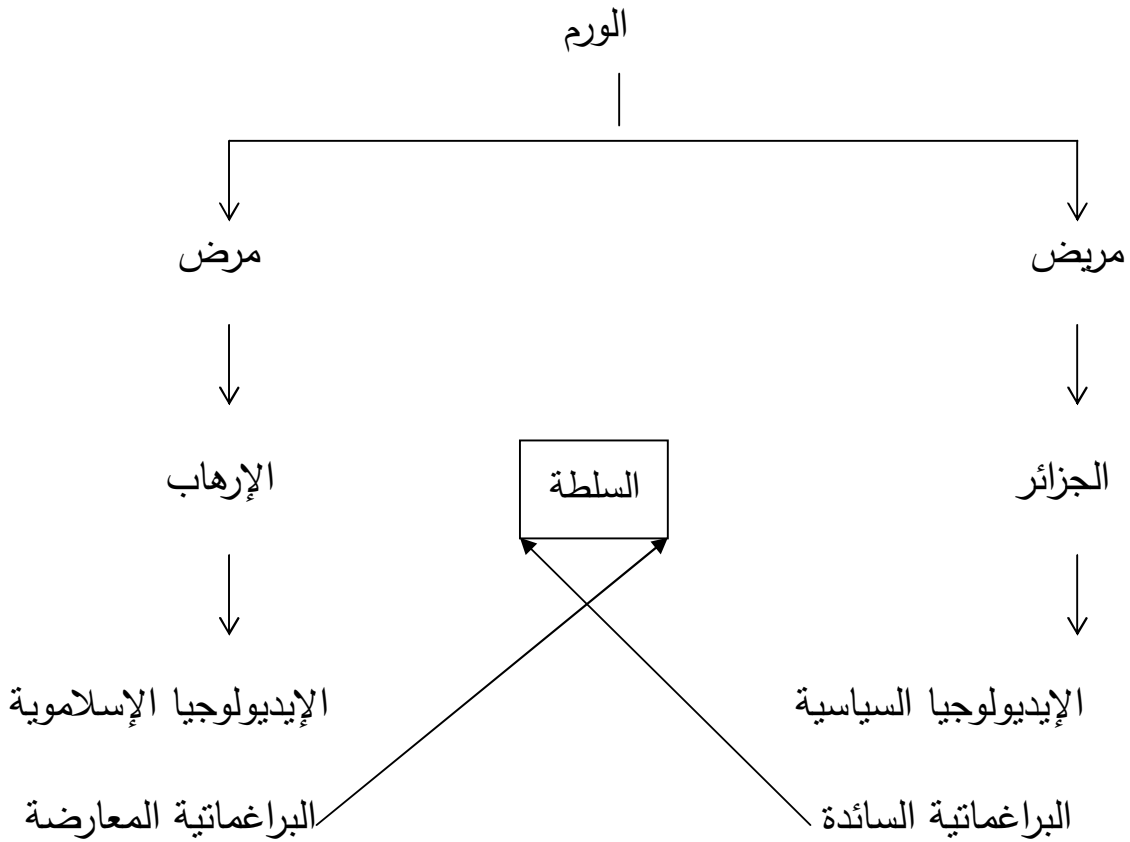 الورم
مريض مرض
الجزائر السلطة الإرهاب
الإيديولوجيا السياسية الإيديولوجيا الإسلاموية
البراغماتية السائدة البراغماتية المعارضة